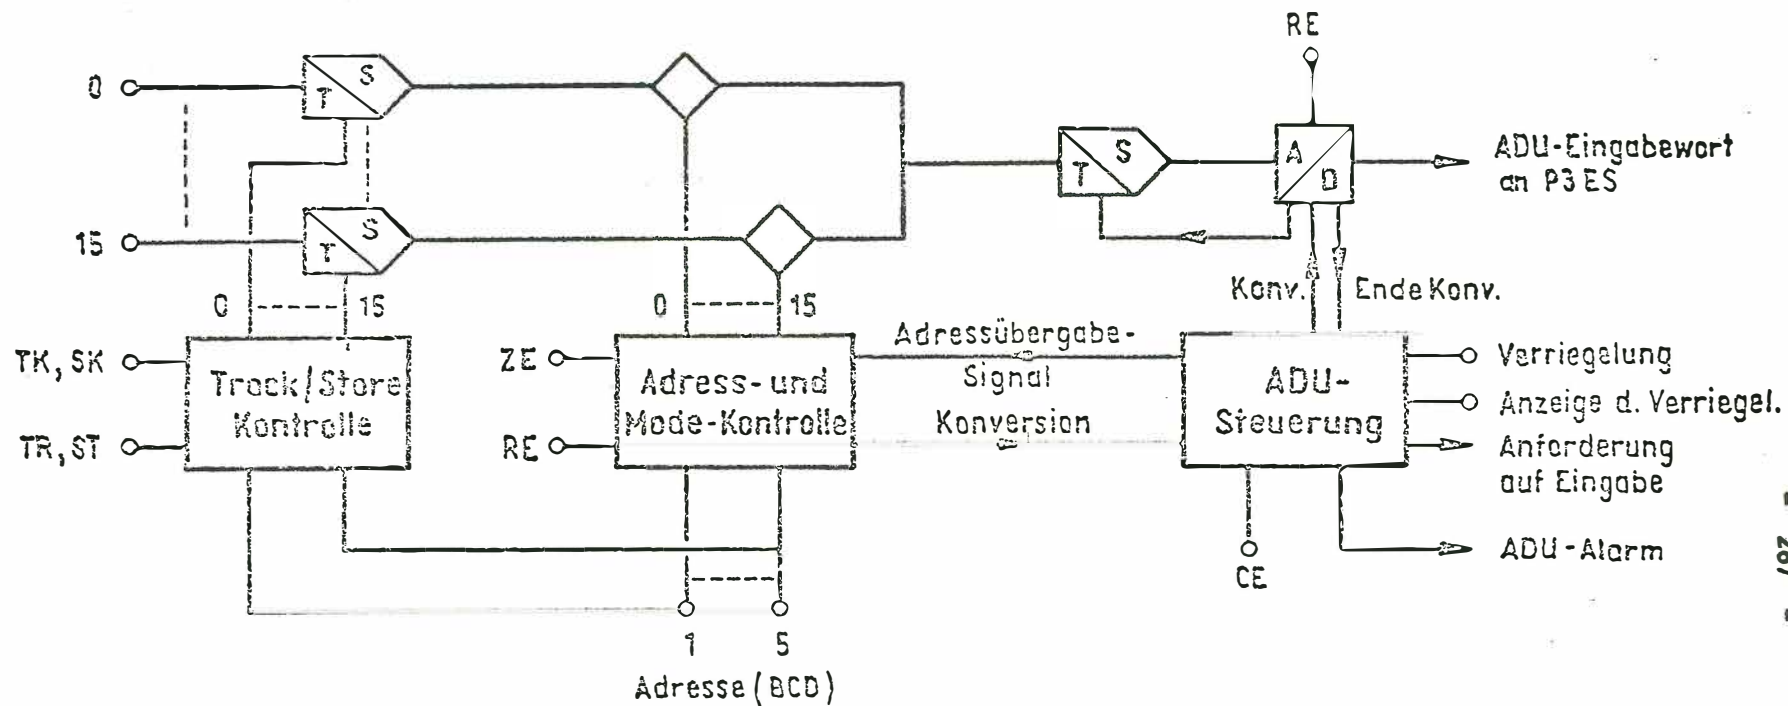 RE
0
T
S
T
S
A
D
ADU-Eingabewort
an P3ES
15
T
S
0
15
0
15
Konv.
Ende Konv.
TK, SK
Track/Store
Kontrolle
TR, ST
ZE
RE
Adress- und
Mode-Kontrolle
Adressübergabe-
Signal
Konversion
ADU-
Steuerung
Verriegelung
Anzeige d. Verriegel.
Anforderung
auf Eingabe
ADU-Alarm
CE
1
5
Adresse (BCD)